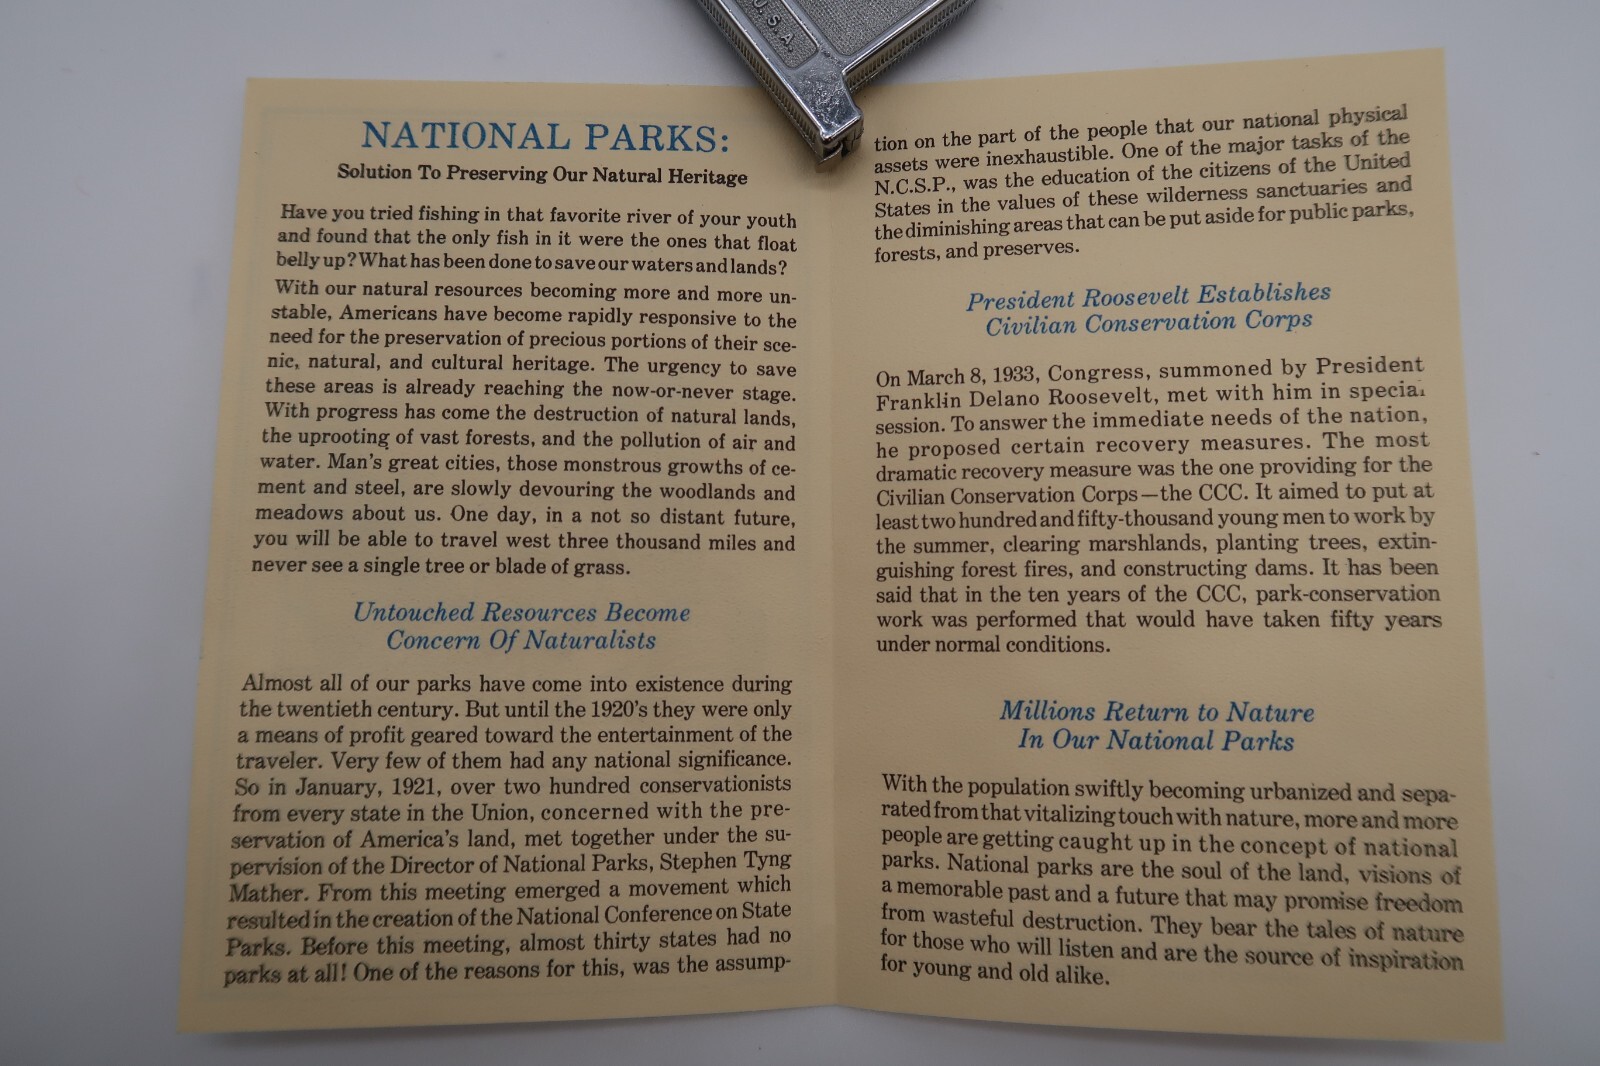 U.S.A.
NATIONAL PARKS:
Solution To Preserving Our Natural Heritage
Have you tried fishing in that favorite river of your youth
and found that the only fish in it were the ones that float
belly up? What has been done to save our waters and lands?
With our natural resources becoming more and more un-
stable, Americans have become rapidly responsive to the
need for the preservation of precious portions of their sce-
nic, natural, and cultural heritage. The urgency to save
these areas is already reaching the now-or-never stage.
With progress has come the destruction of natural lands,
the uprooting of vast forests, and the pollution of air and
water. Man's great cities, those monstrous growths of ce-
ment and steel, are slowly devouring the woodlands and
meadows about us. One day, in a not so distant future,
you will be able to travel west three thousand miles and
never see a single tree or blade of grass.
Untouched Resources Become
Concern Of Naturalists
Almost all of our parks have come into existence during
the twentieth century. But until the 1920's they were only
a means of profit geared toward the entertainment of the
traveler. Very few of them had any national significance.
So in January, 1921, over two hundred conservationists
from every state in the Union, concerned with the pre-
servation of America's land, met together under the su-
pervision of the Director of National Parks, Stephen Tyng
Mather. From this meeting emerged a movement which
resulted in the creation of the National Conference on State
Parks. Before this meeting, almost thirty states had no
parks at all! One of the reasons for this, was the assump-
tion on the part of the people that our national physical
assets were inexhaustible. One of the major tasks of the
N.C.S.P., was the education of the citizens of the United
States in the values of these wilderness sanctuaries and
the diminishing areas that can be put aside for public parks,
forests, and preserves.
President Roosevelt Establishes
Civilian Conservation Corps
On March 8, 1933, Congress, summoned by President
Franklin Delano Roosevelt, met with him in special
session. To answer the immediate needs of the nation,
he proposed certain recovery measures. The most
dramatic recovery measure was the one providing for the
Civilian Conservation Corps—the CCC. It aimed to put at
least two hundred and fifty-thousand young men to work by
the summer, clearing marshlands, planting trees, extin-
guishing forest fires, and constructing dams. It has been
said that in the ten years of the CCC, park-conservation
work was performed that would have taken fifty years
under normal conditions.
Millions Return to Nature
In Our National Parks
With the population swiftly becoming urbanized and sepa-
rated from that vitalizing touch with nature, more and more
people are getting caught up in the concept of national
parks. National parks are the soul of the land, visions of
a memorable past and a future that may promise freedom
from wasteful destruction. They bear the tales of nature
for those who will listen and are the source of inspiration
for young and old alike.